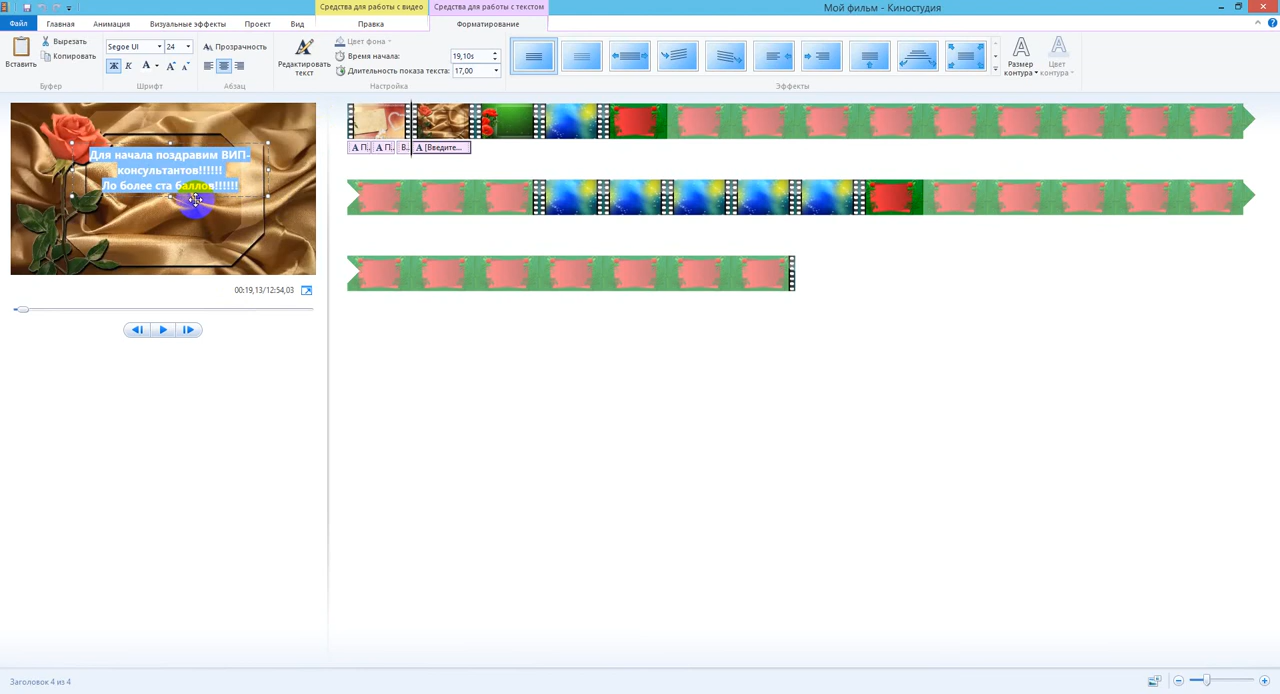 Средства для работы с видео
Средства для работы с текстом
Мой фильм - Киностудия
Файл
Главная
Анимация
Визуальные эффекты
Проект
Вид
Правка
Форматирование
Вставить
Вырезать
Копировать
Буфер
Segoe UI
24
Ж
К
А
А
А
Шрифт
Прозрачность
Абзац
Редактировать
текст
Цвет фона
Время начала:
19,10s
Длительность показа текста:
17,00
Настройка
Эффекты
Размер
контура
Цвет
контура
Для начала поздравим ВИП-
консультантов!!!!!!
Ло более ста баллов!!!!!!
A П..
A П..
В..
A [Введите...
00:19,13/12:54,03
Заголовок 4 из 4